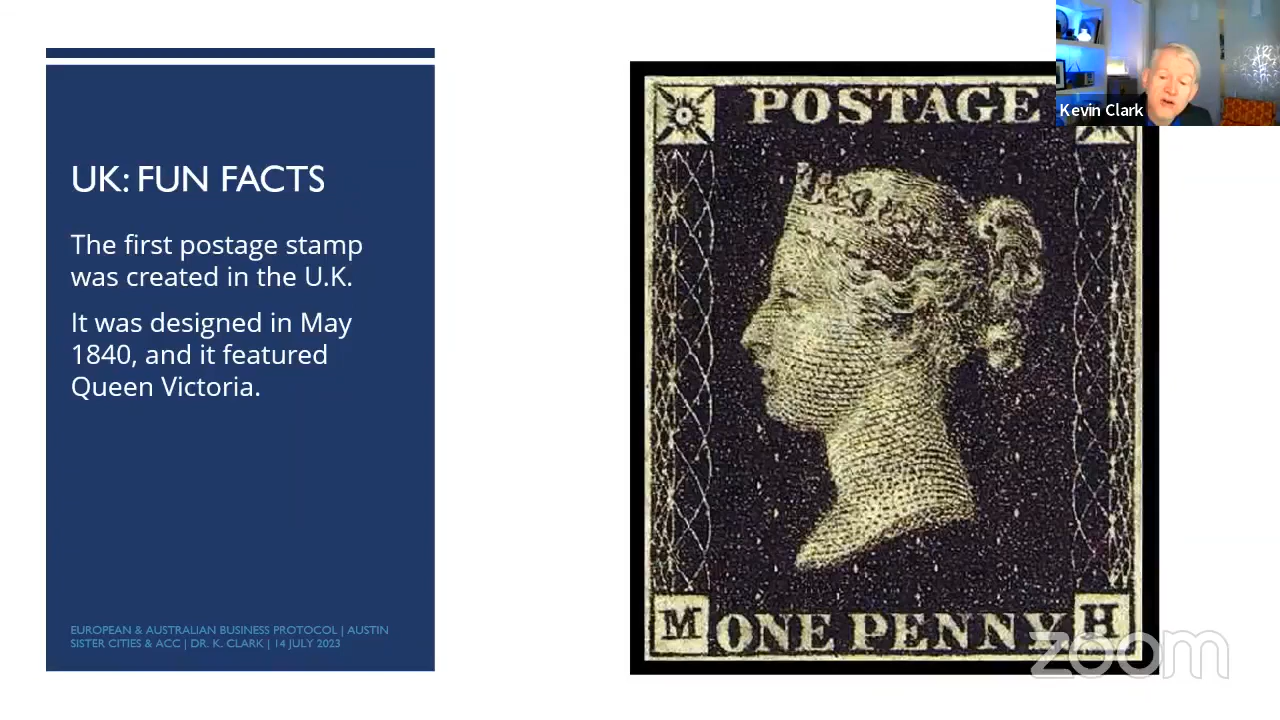 UK: FUN FACTS
The first postage stamp
was created in the U.K.
It was designed in May
1840, and it featured
Queen Victoria.
EUROPEAN & AUSTRALIAN BUSINESS PROTOCOL | AUSTIN
SISTER CITIES & ACC | DR. K. CLARK | 14 JULY 2023
POSTAGE
M ONE PENNY H
Kevin Clark
zoom